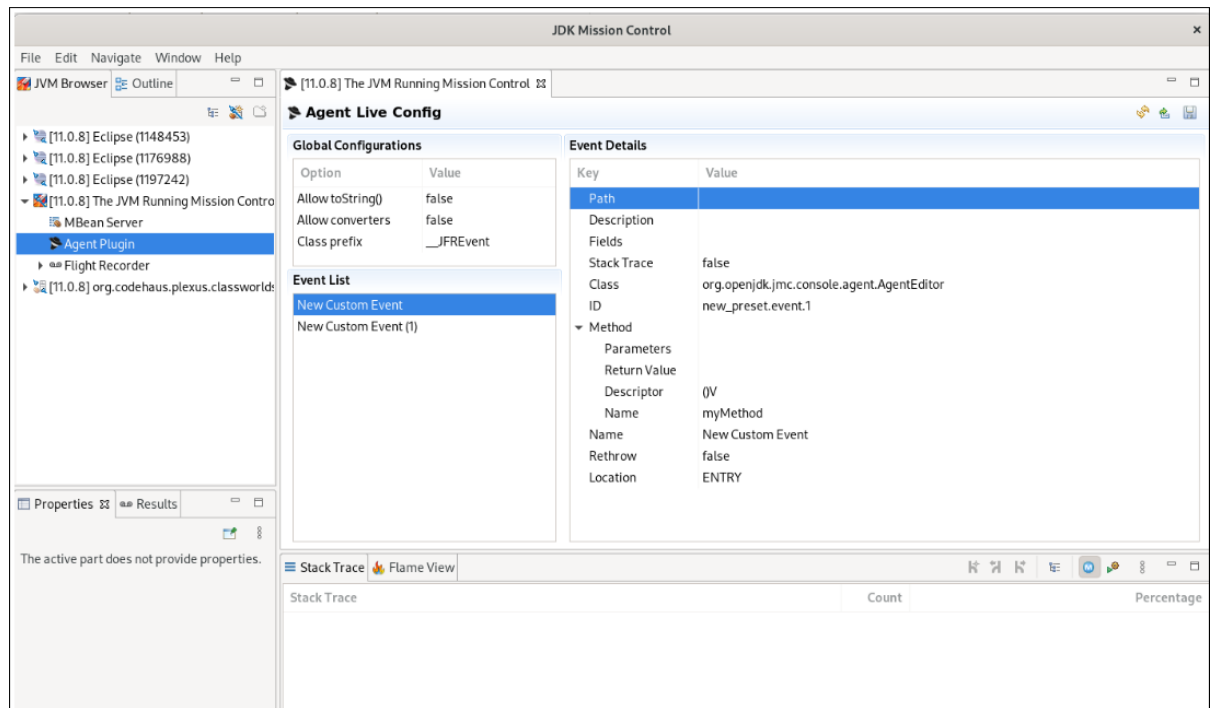 JDK Mission Control
File Edit Navigate Window Help
JVM Browser Outline
[11.0.8] Eclipse (1148453)
[11.0.8] Eclipse (1176988)
[11.0.8] Eclipse (1197242)
[11.0.8] The JVM Running Mission Contro
MBean Server
Agent Plugin
Flight Recorder
[11.0.8] org.codehaus.plexus.classworlds
Properties Results
The active part does not provide properties.
[11.0.8] The JVM Running Mission Control
Agent Live Config
Global Configurations
Option Value
Allow toString() false
Allow converters false
Class prefix __JFREvent
Event List
New Custom Event
New Custom Event (1)
Event Details
Key Value
Path
Description
Fields
Stack Trace false
Class org.openjdk.jmc.console.agent.AgentEditor
ID new_preset.event.1
Method
Parameters
Return Value
Descriptor ()V
Name myMethod
Name New Custom Event
Rethrow false
Location ENTRY
Stack Trace Flame View
Stack Trace Count Percentage